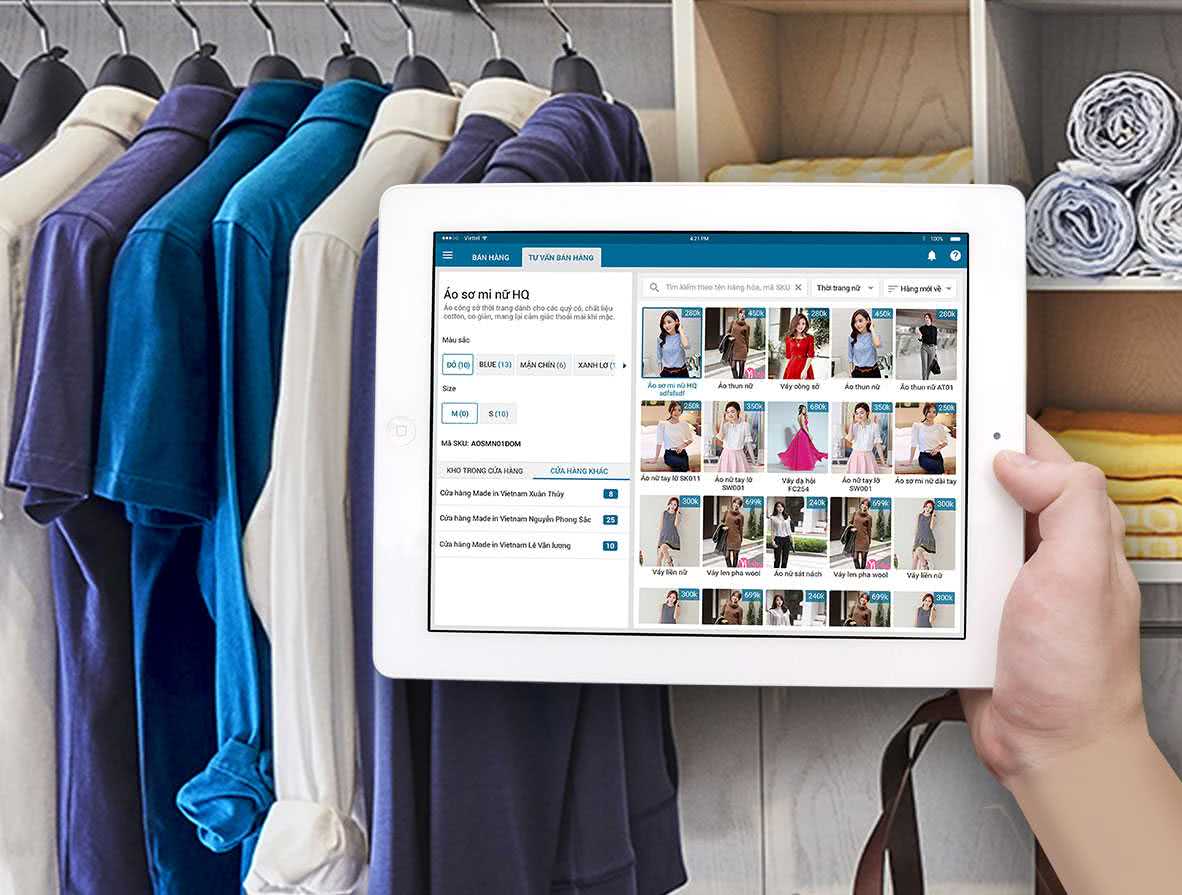 Viettel
4:21 PM
100%
BÁN HÀNG
TƯ VẤN BÁN HÀNG
Áo sơ mi nữ HQ
Áo công sở thời trang dành cho các quý cô, chất liệu
cotton, co giãn, mang lại cảm giác thoải mái khi mặc.
Màu sắc
ĐỎ (10)
BLUE (13)
MẬN CHÍN (6)
XANH LƠ (1
Size
M (0)
S (10)
Mã SKU: AOSMN01DOM
KHO TRONG CỬA HÀNG
CỬA HÀNG KHÁC
Cửa hàng Made in Vietnam Xuân Thủy
8
Cửa hàng Made in Vietnam Nguyễn Phong Sắc
25
Cửa hàng Made in Vietnam Lê Văn lương
10
Tìm kiếm theo tên hàng hóa, mã SKU
Thời trang nữ
Hàng mới về
280k
450k
280k
450k
280k
Áo sơ mi nữ HQ
sdfsfsdf
Áo thun nữ
Váy công sở
Áo thun nữ
Áo thun nữ AT01
250k
350k
680k
350k
250k
Áo nữ tay lỡ SK011
Áo nữ tay lỡ
SW001
Váy dạ hội
FC254
Áo nữ tay lỡ
SW001
Áo sơ mi nữ dài tay
300k
699k
240k
699k
300k
Váy liền nữ
Váy len pha wool
Áo nữ sát nách
Váy len pha wool
Váy liền nữ
300k
699k
240k
699k
300k